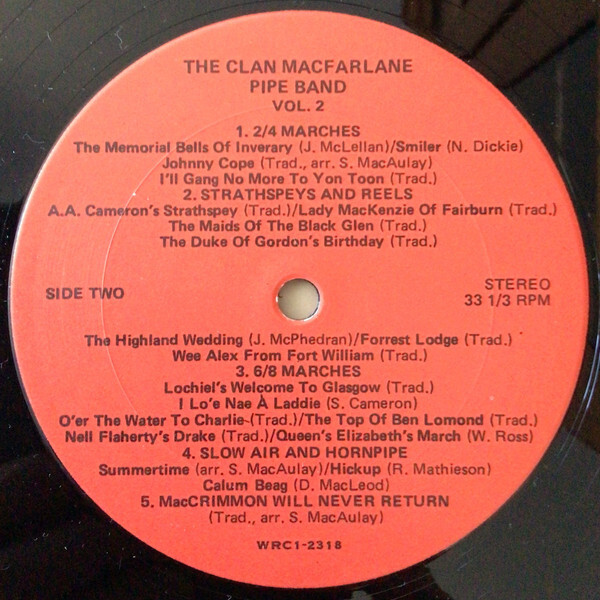 THE CLAN MACFARLANE
PIPE BAND
VOL. 2
1. 2/4 MARCHES
The Memorial Bells Of Inverary (J. McLellan)/Smiler (N. Dickie)
Johnny Cope (Trad., arr. S. MacAulay)
I'll Gang No More To Yon Toon (Trad.)
2. STRATHSPEYS AND REELS
A.A. Cameron's Strathspey (Trad.)/Lady MacKenzie Of Fairburn (Trad.)
The Maids Of The Black Glen (Trad.)
The Duke Of Gordon's Birthday (Trad.)
SIDE TWO
STEREO
33 1/3 RPM
The Highland Wedding (J. McPhedran)/Forrest Lodge (Trad.)
Wee Alex From Fort William (Trad.)
3. 6/8 MARCHES
Lochiel's Welcome To Glasgow (Trad.)
I Lo'e Nae À Laddie (S. Cameron)
O'er The Water To Charlie (Trad.)/The Top Of Ben Lomond (Trad.)
Nell Flaherty's Drake (Trad.)/Queen's Elizabeth's March (W. Ross)
4. SLOW AIR AND HORNPIPE
Summertime (arr. S. MacAulay)/Hickup (R. Mathieson)
Calum Beag (D. MacLeod)
5. MacCRIMMON WILL NEVER RETURN
(Trad., arr. S. MacAulay)
WRC1-2318